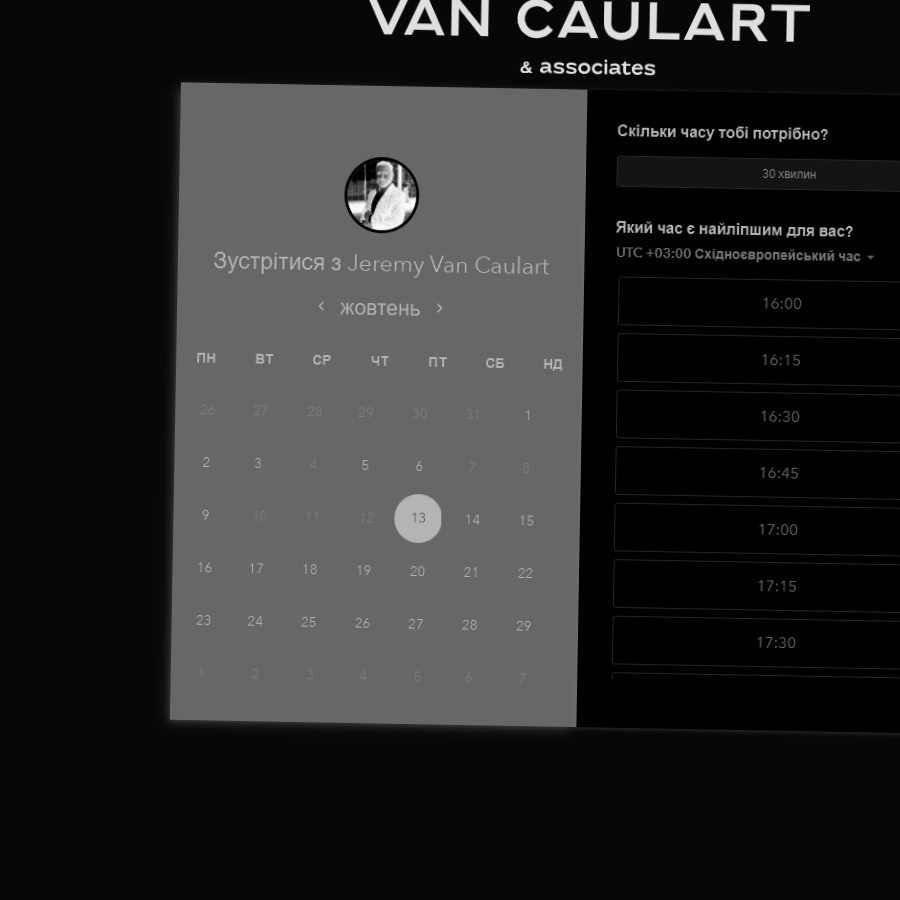 VAN CAULART
& associates
Зустрітися з Jeremy Van Caulart
жовтень
ПН ВТ СР ЧТ ПТ СБ НД
26 27 28 29 30 31 1
2 3 4 5 6 7 8
9 10 11 12 13 14 15
16 17 18 19 20 21 22
23 24 25 26 27 28 29
1 2 3 4 5 6 7
Скільки часу тобі потрібно?
30 хвилин
Який час є найліпшим для вас?
UTC +03:00 Східноєвропейський час
16:00
16:15
16:30
16:45
17:00
17:15
17:30